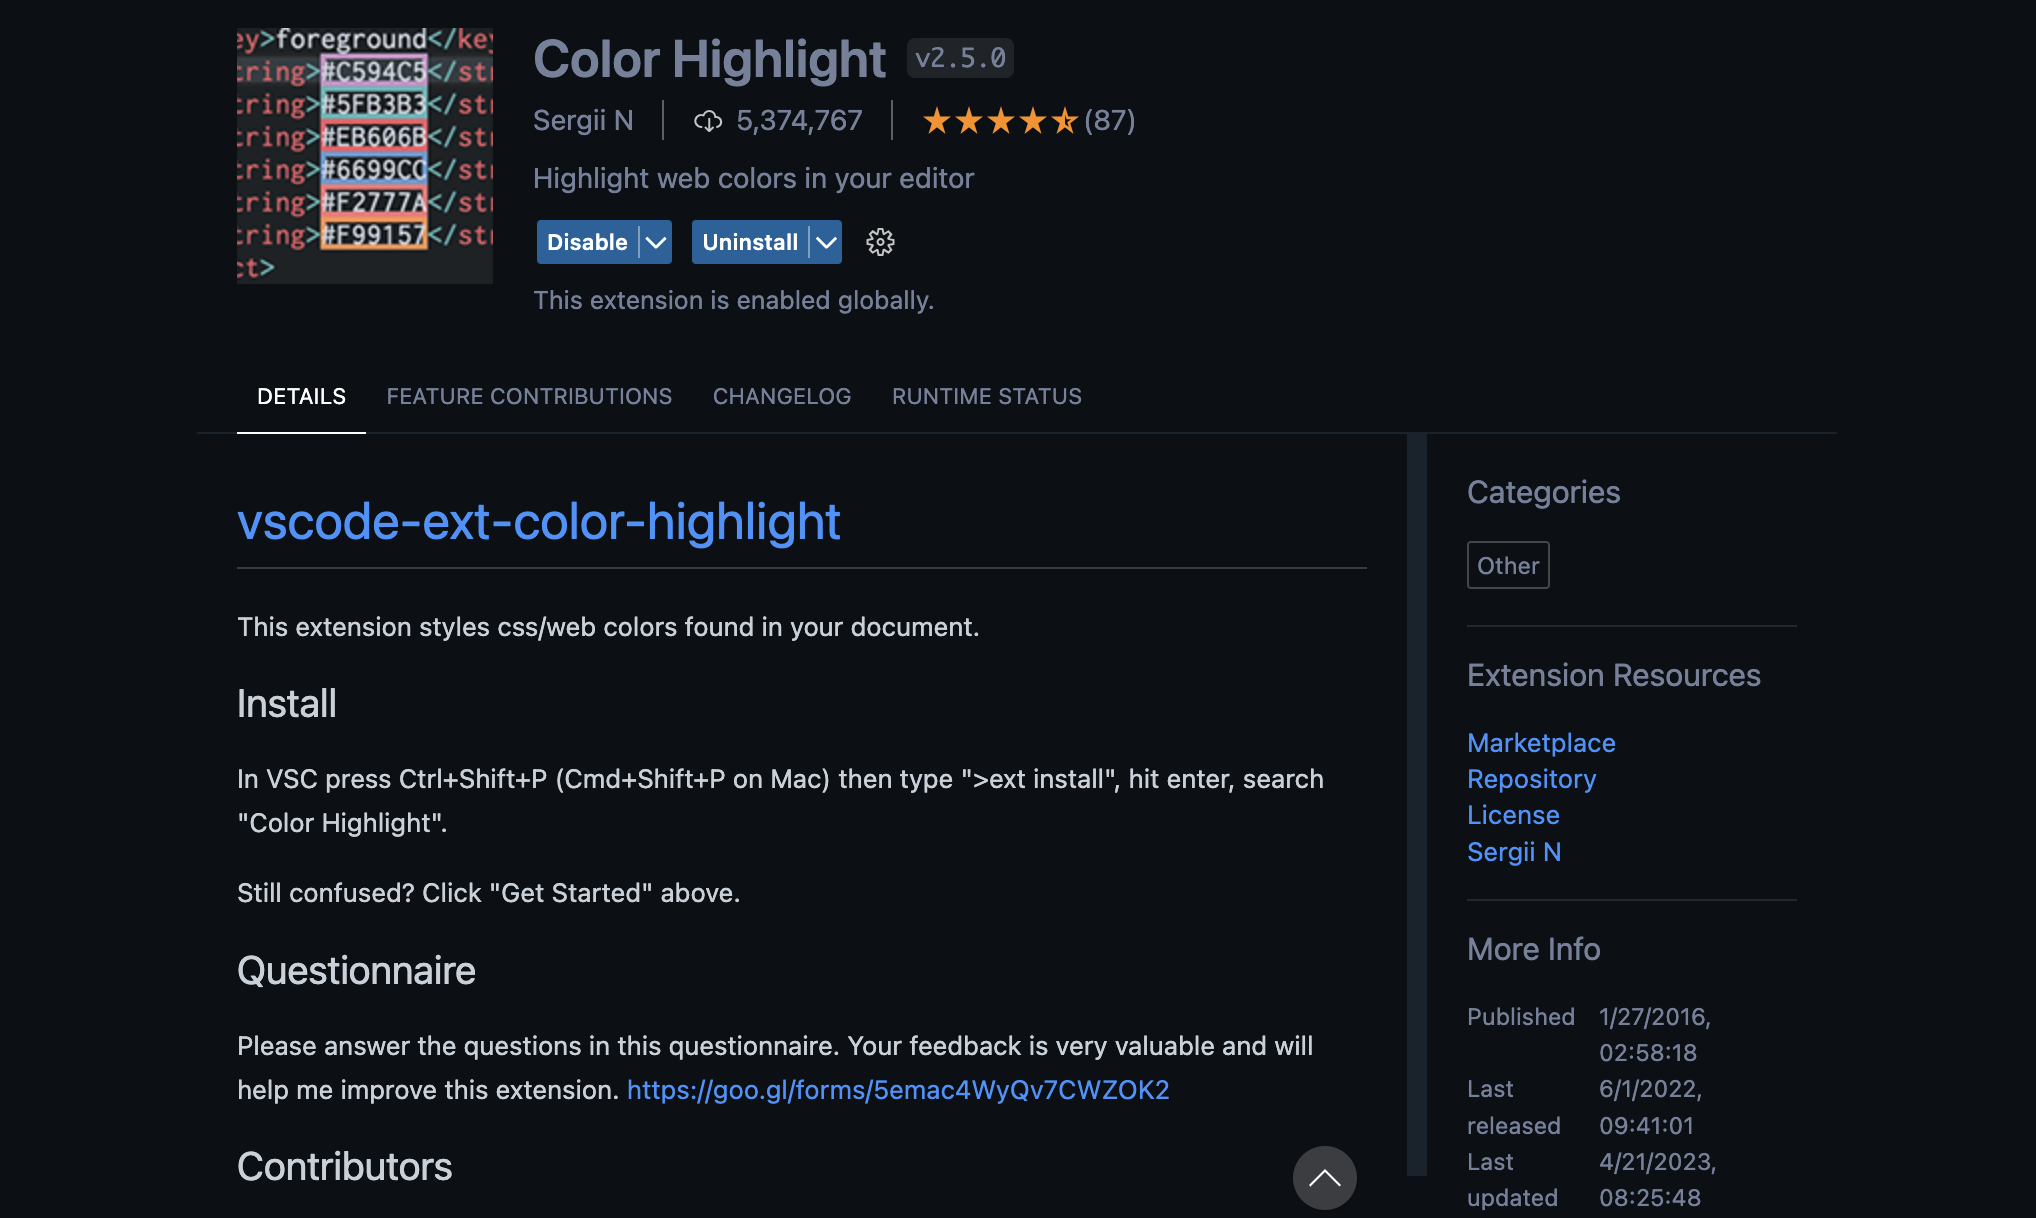 ey>foreground</key
tring>#C594C5</str
tring>#5FB3B3</str
tring>#EB606B</str
tring>#6699CC</str
tring>#F2777A</str
tring>#F99157</str
ct>
Color Highlight v2.5.0
Sergii N 5,374,767 (87)
Highlight web colors in your editor
Disable Uninstall
This extension is enabled globally.
DETAILS FEATURE CONTRIBUTIONS CHANGELOG RUNTIME STATUS
vscode-ext-color-highlight
This extension styles css/web colors found in your document.
Install
In VSC press Ctrl+Shift+P (Cmd+Shift+P on Mac) then type ">ext install", hit enter, search
"Color Highlight".
Still confused? Click "Get Started" above.
Questionnaire
Please answer the questions in this questionnaire. Your feedback is very valuable and will
help me improve this extension. https://goo.gl/forms/5emac4WyQv7CWZOK2
Contributors
Categories
Other
Extension Resources
Marketplace
Repository
License
Sergii N
More Info
Published 1/27/2016,
02:58:18
Last 6/1/2022,
released 09:41:01
Last 4/21/2023,
updated 08:25:48